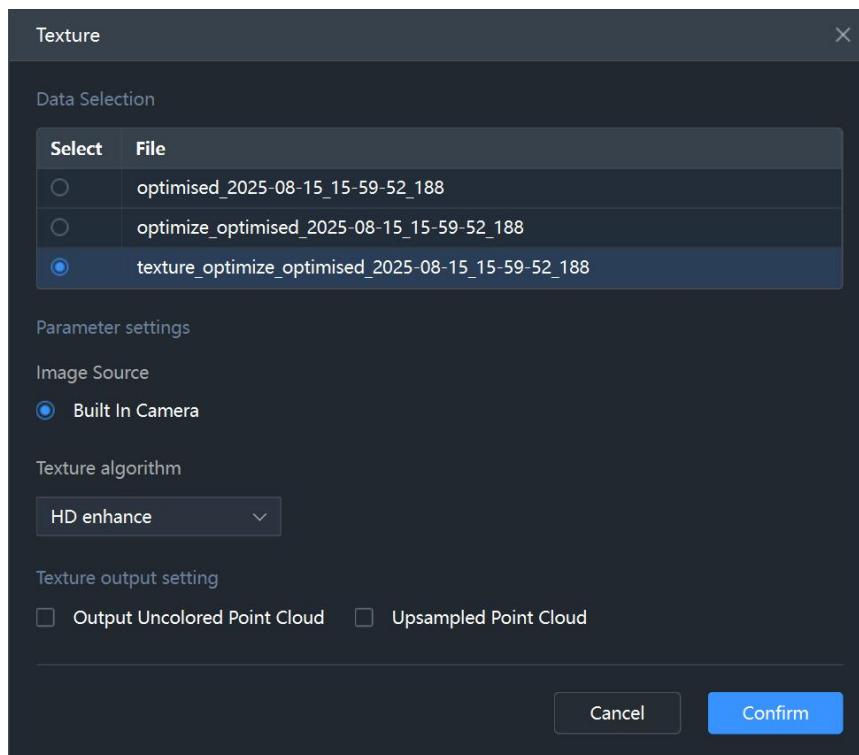 Texture
Data Selection
Select File
optimised_2025-08-15_15-59-52_188
optimize_optimised_2025-08-15_15-59-52_188
texture_optimize_optimised_2025-08-15_15-59-52_188
Parameter settings
Image Source
Built In Camera
Texture algorithm
HD enhance
Texture output setting
Output Uncolored Point Cloud Upsampled Point Cloud
Cancel Confirm